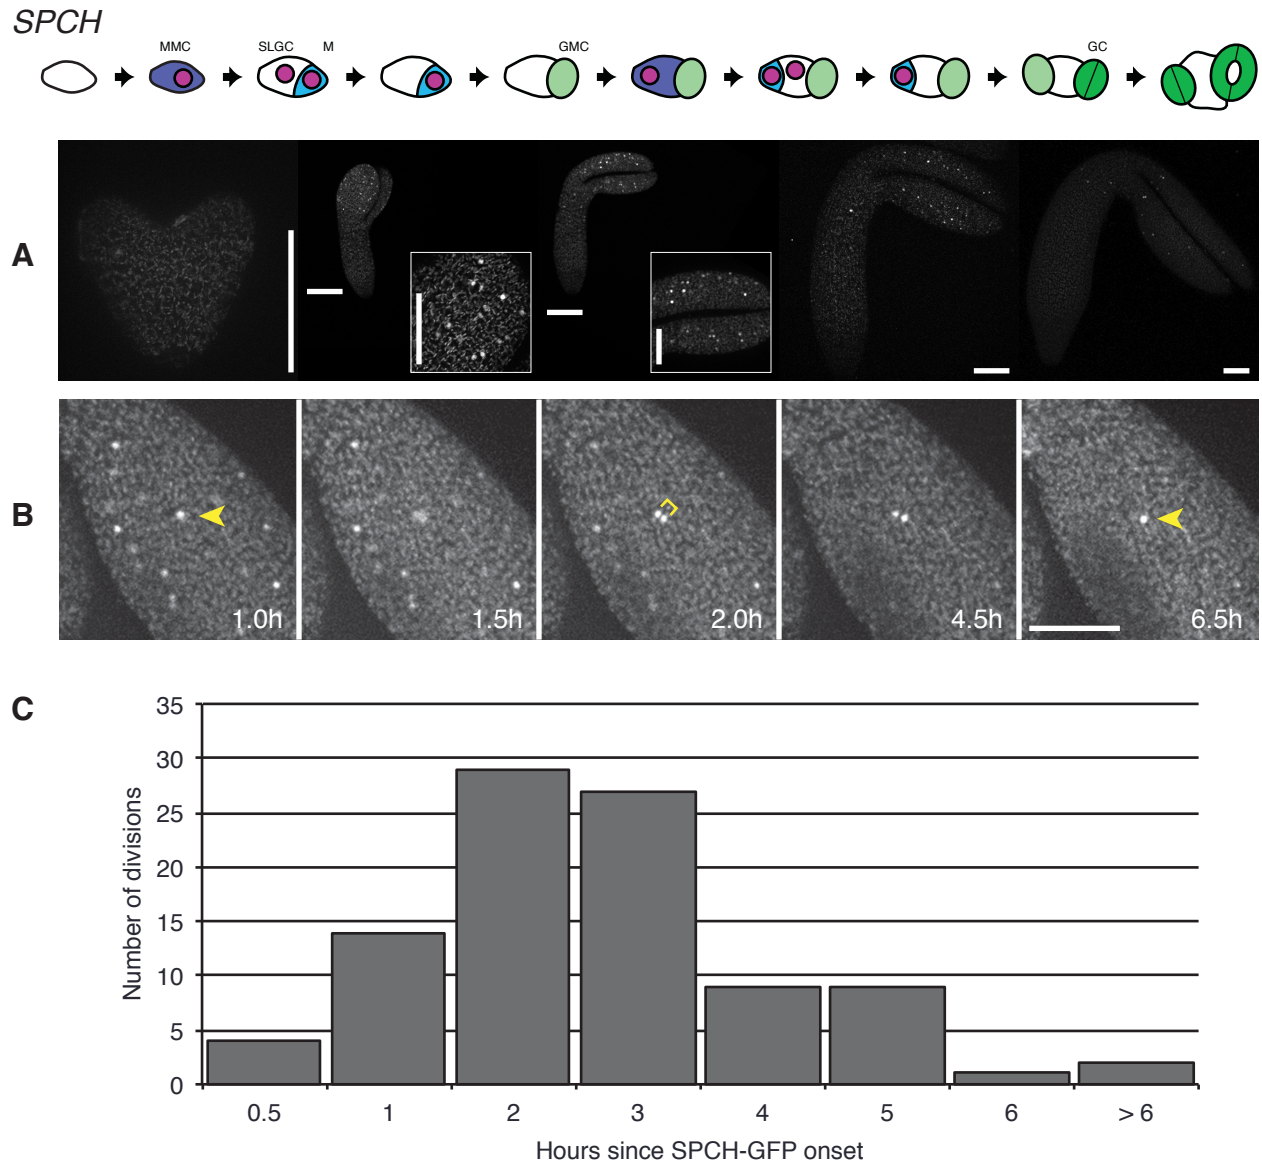 SPCH
MMC SLGC M GMC GC
A
B
1.0h 1.5h 2.0h 4.5h 6.5h
C
35
30
25
20
15
10
5
0
Number of divisions
0.5 1 2 3 4 5 6 > 6
Hours since SPCH-GFP onset